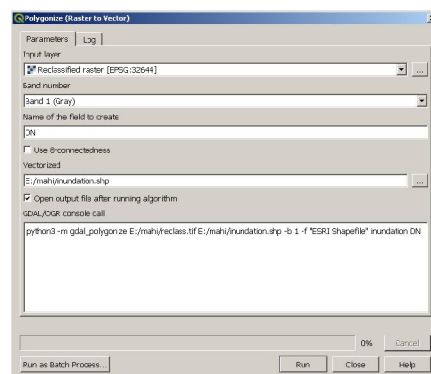 Polygonize (Raster to Vector)
Parameters Log
Input layer
Reclassified raster [EPSG:32644]
...
Band number
Band 1 (Gray)
Name of the field to create
DN
Use 8-connectedness
Vectorized
E:/mahi/inundation.shp
...
Open output file after running algorithm
GDAL/OGR console call
python3 -m gdal_polygonize E:/mahi/reclass.tif E:/mahi/inundation.shp -b 1 -f "ESRI Shapefile" inundation DN
0% Cancel
Run as Batch Process... Run Close Help